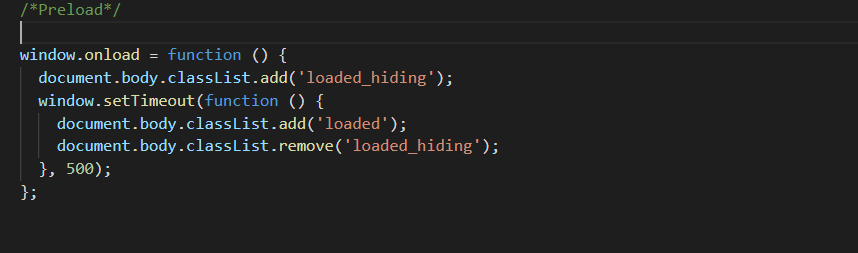 /*Preload*/
window.onload = function () {
  document.body.classList.add('loaded_hiding');
  window.setTimeout(function () {
    document.body.classList.add('loaded');
    document.body.classList.remove('loaded_hiding');
  }, 500);
};